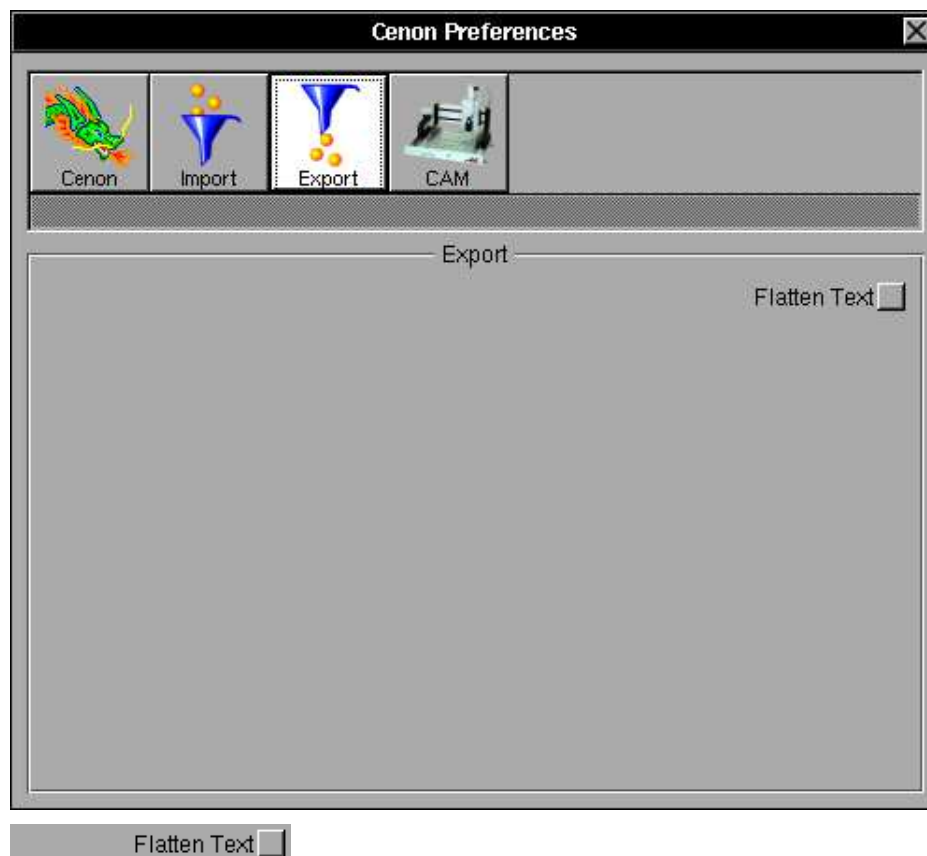 Cenon Preferences
Cenon Import Export CAM
Export
Flatten Text
Flatten Text